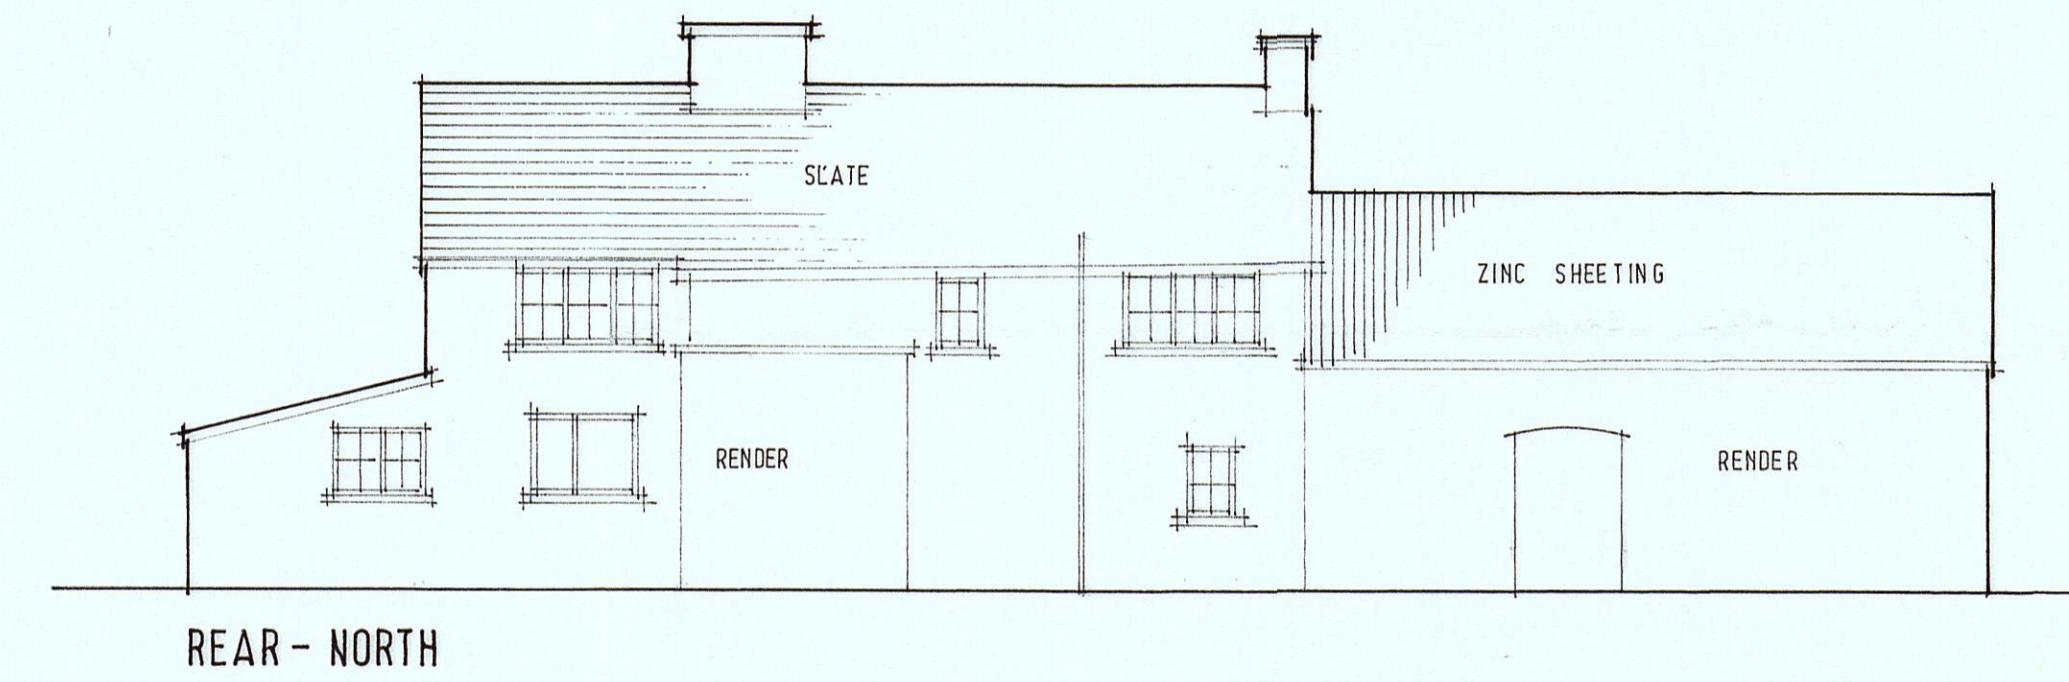 SLATE
ZINC SHEETING
RENDER
RENDER
REAR - NORTH